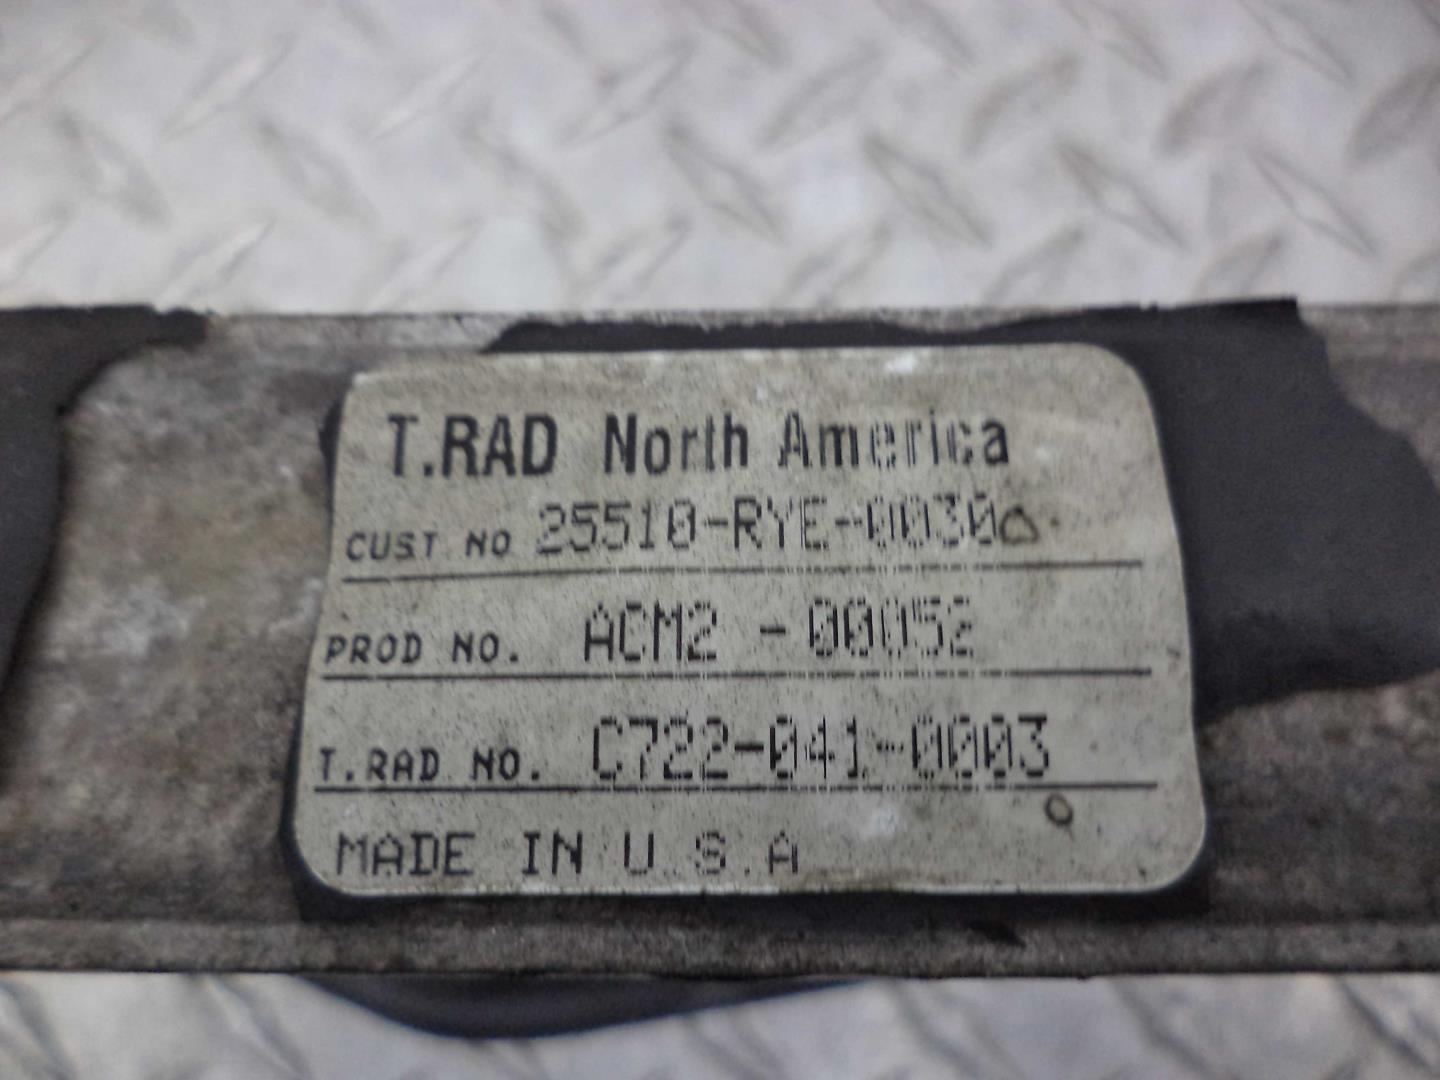 T.RAD North America
CUST NO 25510-RYE-0030
PROD NO. ACM2 -00052
T.RAD NO. C722-041-0003
MADE IN U.S.A